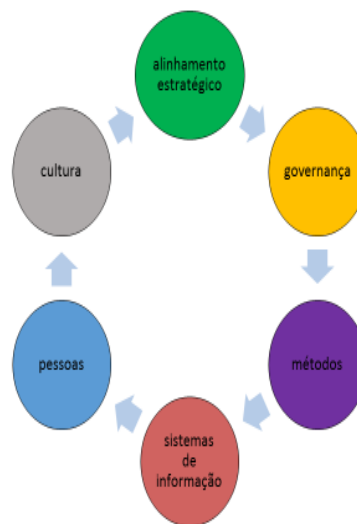 alinhamento
estratégico
governança
métodos
sistemas
de
informação
pessoas
cultura